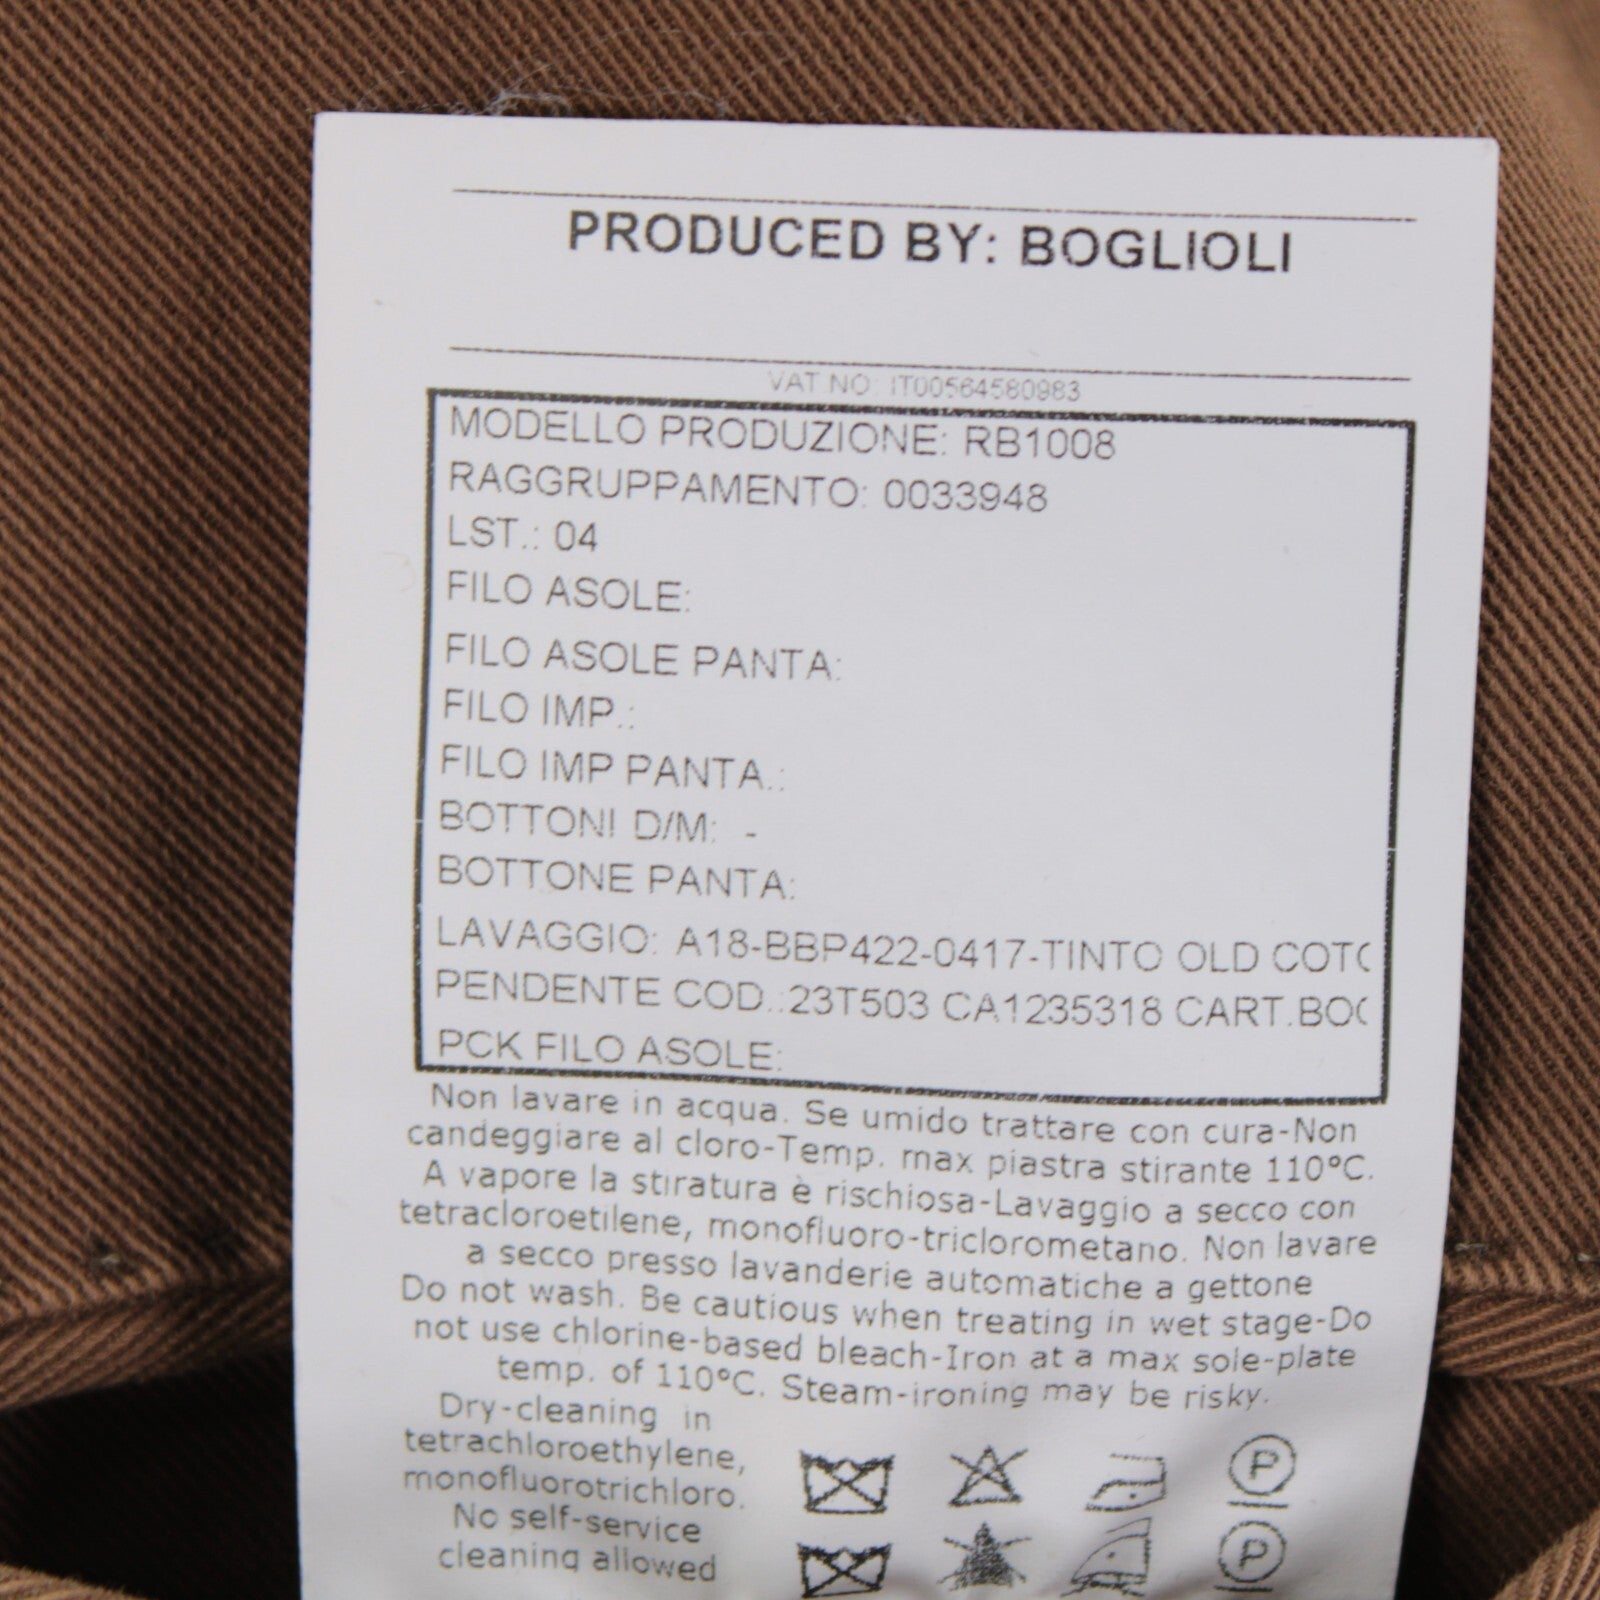 PRODUCED BY: BOGLIOLI
VAT.NO: IT00564580983
MODELLO PRODUZIONE: RB1008
RAGGRUPPAMENTO: 0033948
LST.: 04
FILO ASOLE:
FILO ASOLE PANTA:
FILO IMP.:
FILO IMP PANTA.:
BOTTONI D/M: -
BOTTONE PANTA:
LAVAGGIO: A18-BBP422-0417-TINTO OLD COTO
PENDENTE COD.:23T503 CA1235318 CART.BOG
PCK FILO ASOLE:
Non lavare in acqua. Se umido trattare con cura-Non
candeggiare al cloro-Temp. max piastra stirante 110°C.
A vapore la stiratura è rischiosa-Lavaggio a secco con
tetracloroetilene, monofluoro-triclorometano. Non lavare
a secco presso lavanderie automatiche a gettone
Do not wash. Be cautious when treating in wet stage-Do
not use chlorine-based bleach-Iron at a max sole-plate
temp. of 110°C. Steam-ironing may be risky.
Dry-cleaning in
tetrachloroethylene,
monofluorotrichloro.
No self-service
cleaning allowed
P
P